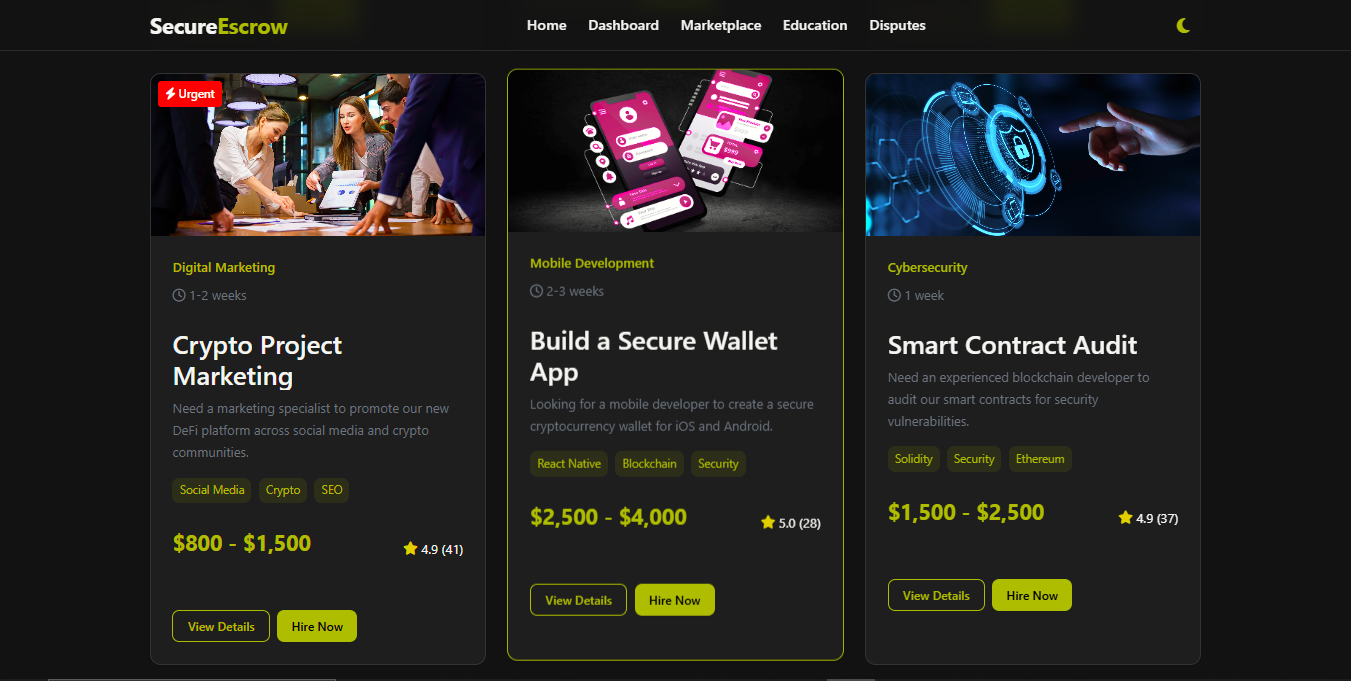 SecureEscrow
Home Dashboard Marketplace Education Disputes
Urgent
Digital Marketing
1-2 weeks
Crypto Project
Marketing
Need a marketing specialist to promote our new
DeFi platform across social media and crypto
communities.
Social Media Crypto SEO
$800 - $1,500
4.9 (41)
View Details Hire Now
Mobile Development
2-3 weeks
Build a Secure Wallet
App
Looking for a mobile developer to create a secure
cryptocurrency wallet for iOS and Android.
React Native Blockchain Security
$2,500 - $4,000
5.0 (28)
View Details Hire Now
Cybersecurity
1 week
Smart Contract Audit
Need an experienced blockchain developer to
audit our smart contracts for security
vulnerabilities.
Solidity Security Ethereum
$1,500 - $2,500
4.9 (37)
View Details Hire Now